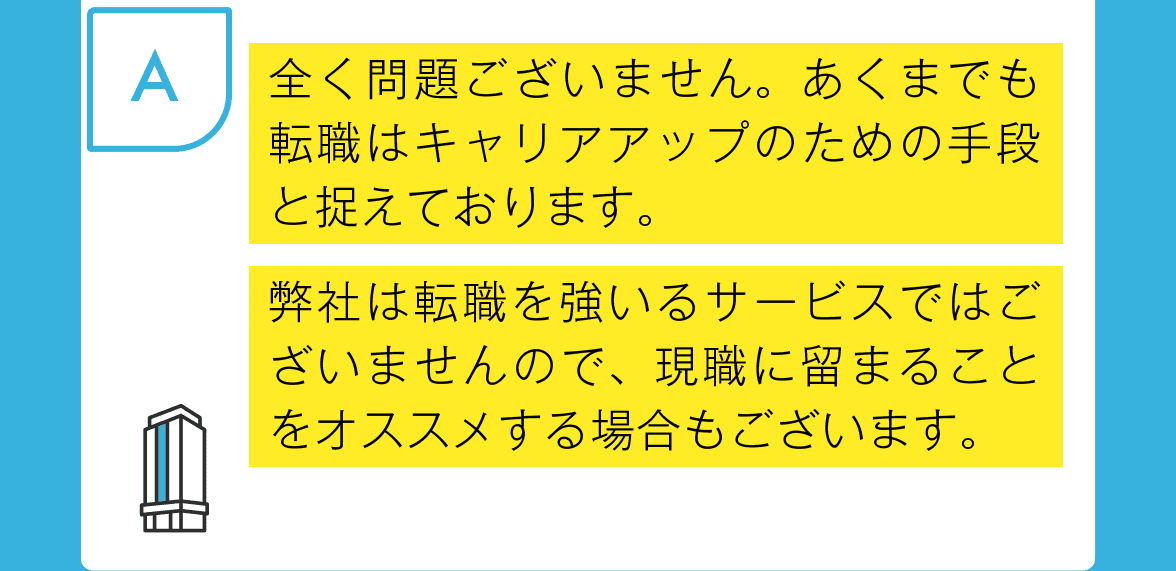 A
全く問題ございません。あくまでも
転職はキャリアアップのための手段
と捉えております。
弊社は転職を強いるサービスではご
ざいませんので、現職に留まること
をオススメする場合もございます。